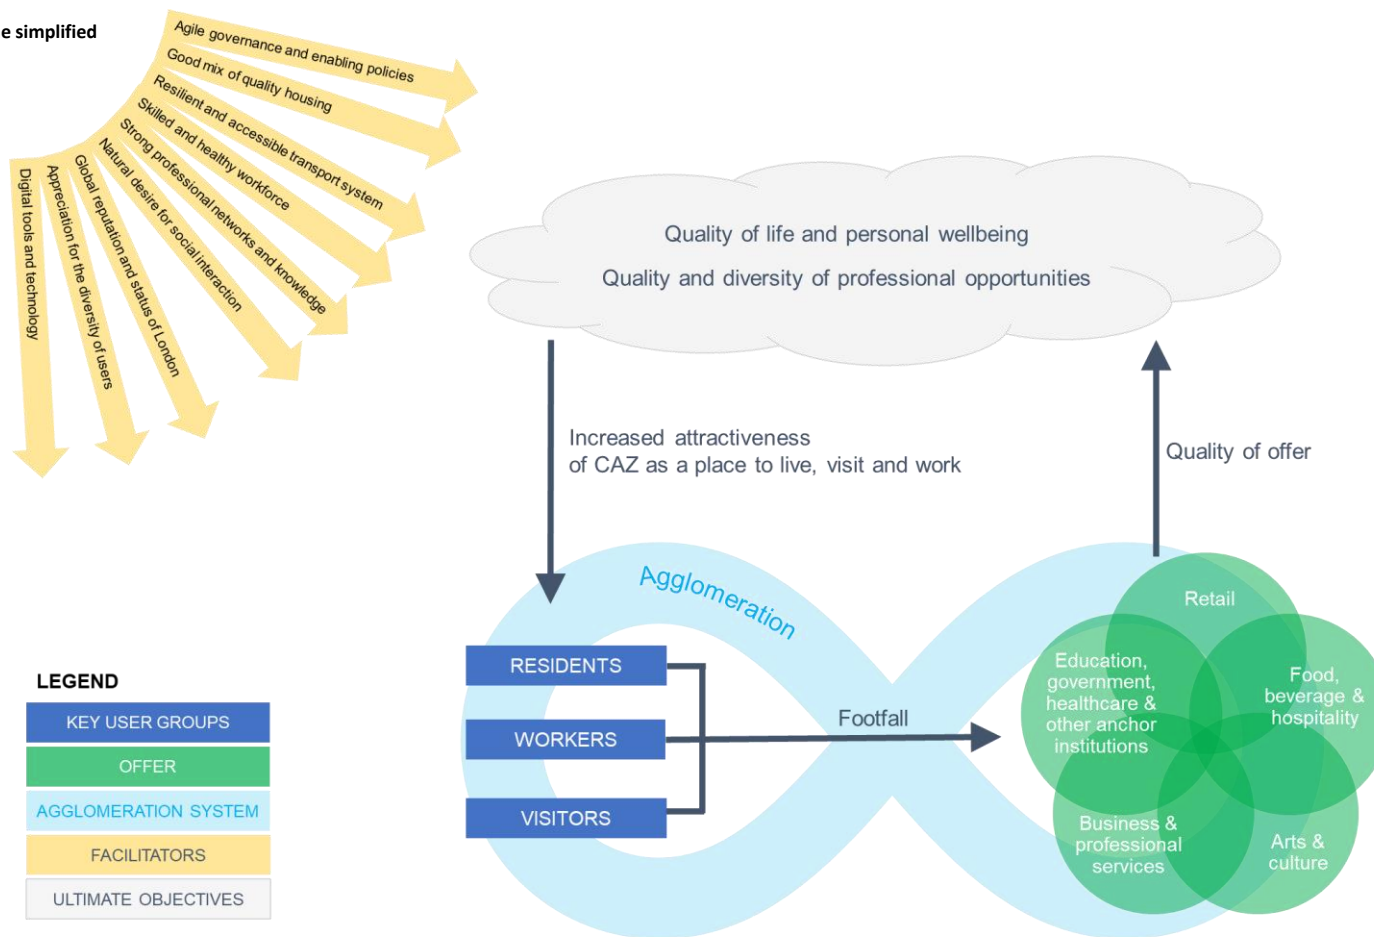 e simplified
Agile governance and enabling policies
Good mix of quality housing
Resilient and accessible transport system
Skilled and healthy workforce
Strong professional networks and knowledge
Natural desire for social interaction
Global reputation and status of London
Appreciation for the diversity of users
Digital tools and technology
Quality of life and personal wellbeing
Quality and diversity of professional opportunities
Increased attractiveness
of CAZ as a place to live, visit and work
Quality of offer
Agglomeration
RESIDENTS
WORKERS
VISITORS
Footfall
Retail
Education,
government,
healthcare &
other anchor
institutions
Food,
beverage &
hospitality
Business &
professional
services
Arts &
culture
LEGEND
KEY USER GROUPS
OFFER
AGGLOMERATION SYSTEM
FACILITATORS
ULTIMATE OBJECTIVES